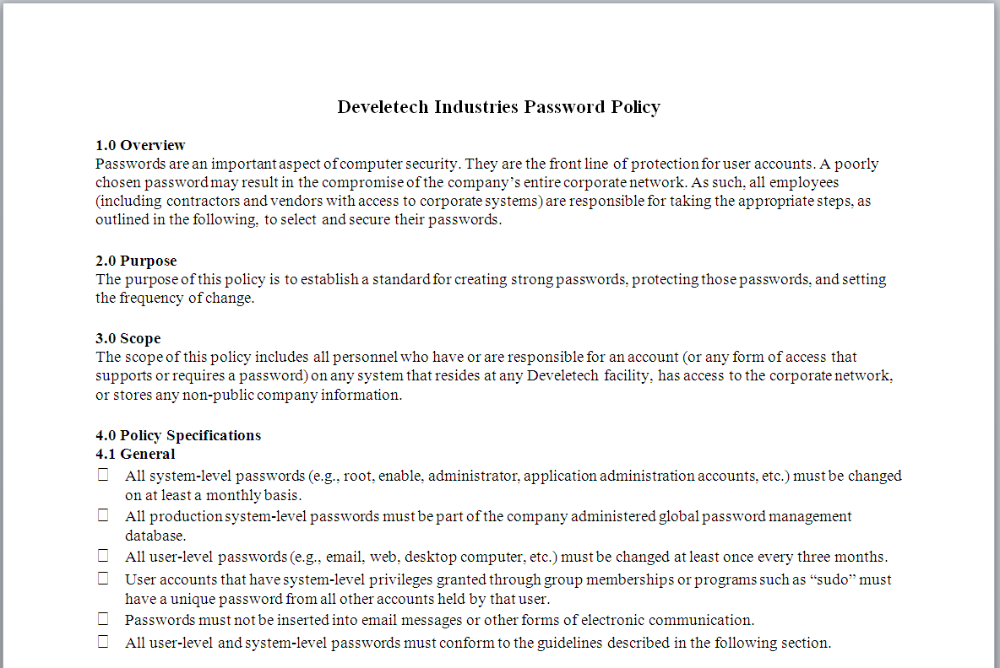 Develetech Industries Password Policy
1.0 Overview
Passwords are an important aspect of computer security. They are the front line of protection for user accounts. A poorly
chosen password may result in the compromise of the company’s entire corporate network. As such, all employees
(including contractors and vendors with access to corporate systems) are responsible for taking the appropriate steps, as
outlined in the following, to select and secure their passwords.
2.0 Purpose
The purpose of this policy is to establish a standard for creating strong passwords, protecting those passwords, and setting
the frequency of change.
3.0 Scope
The scope of this policy includes all personnel who have or are responsible for an account (or any form of access that
supports or requires a password) on any system that resides at any Develetech facility, has access to the corporate network,
or stores any non-public company information.
4.0 Policy Specifications
4.1 General
☐ All system-level passwords (e.g., root, enable, administrator, application administration accounts, etc.) must be changed
on at least a monthly basis.
☐ All production system-level passwords must be part of the company administered global password management
database.
☐ All user-level passwords (e.g., email, web, desktop computer, etc.) must be changed at least once every three months.
☐ User accounts that have system-level privileges granted through group memberships or programs such as “sudo” must
have a unique password from all other accounts held by that user.
☐ Passwords must not be inserted into email messages or other forms of electronic communication.
☐ All user-level and system-level passwords must conform to the guidelines described in the following section.